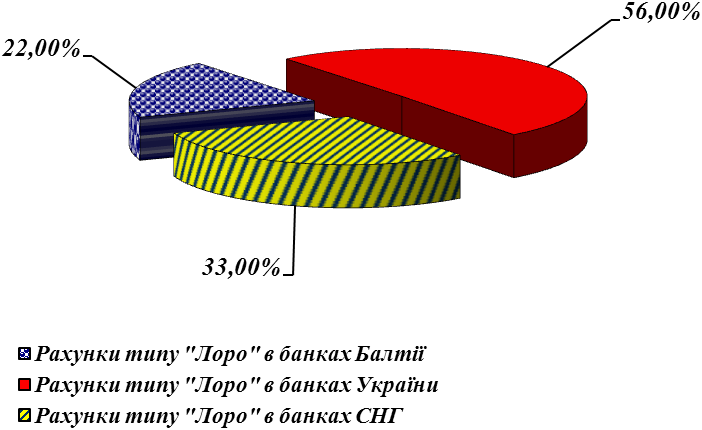 56,00%
22,00%
33,00%
Рахунки типу "Лоро" в банках Балтії
Рахунки типу "Лоро" в банках України
Рахунки типу "Лоро" в банках СНГ